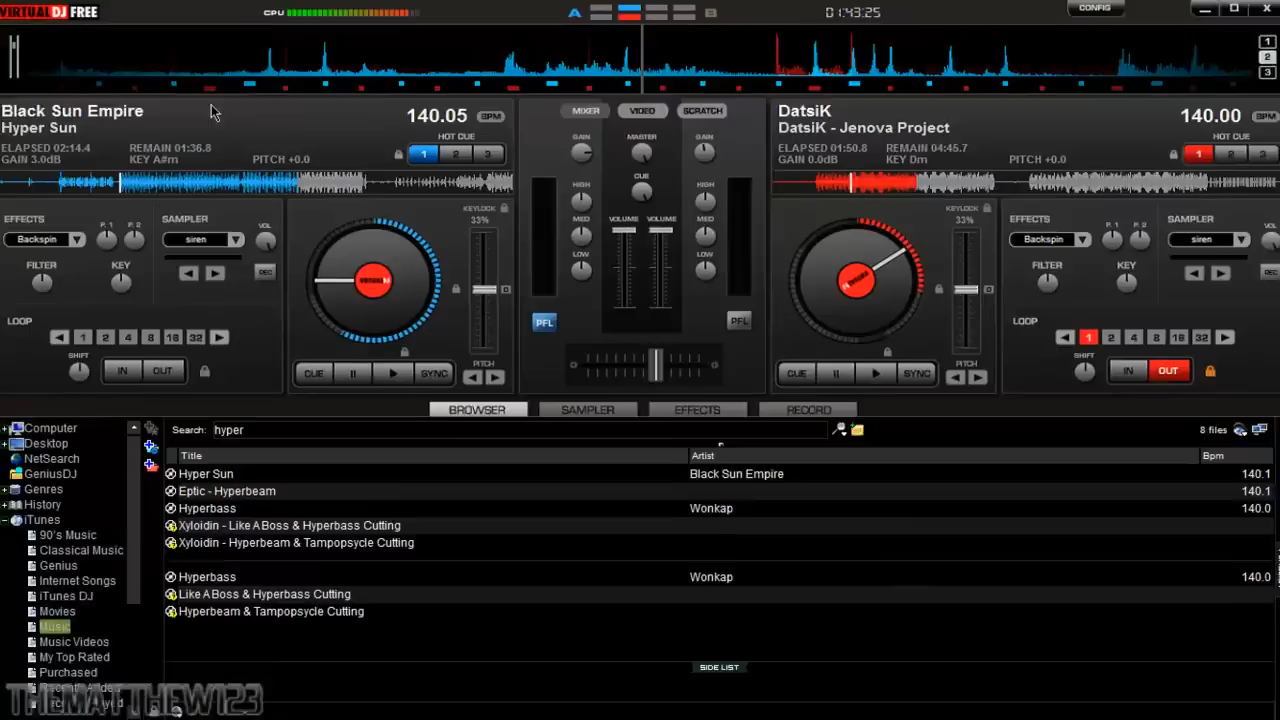 VIRTUAL DJ FREE
CPU
A
B
01:43:25
CONFIG
1
2
3
Black Sun Empire
Hyper Sun
140.05 BPM
ELAPSED 02:14.4
REMAIN 01:36.8
GAIN 3.0dB
KEY A#m
PITCH +0.0
HOT CUE
1 2 3
MIXER
VIDEO
SCRATCH
DatsiK
DatsiK - Jenova Project
140.00 BPM
ELAPSED 01:50.8
REMAIN 04:45.7
GAIN 0.0dB
KEY Dm
PITCH +0.0
HOT CUE
1 2 3
EFFECTS
P. 1 P. 2
Backspin
FILTER
KEY
SAMPLER
VOL
siren
REC
LOOP
1 2 4 8 16 32
SHIFT
IN
OUT
KEYLOCK
33%
CUE
SYNC
PITCH
GAIN
MASTER
GAIN
CUE
HIGH
MED
LOW
VOLUME VOLUME
HIGH
MED
LOW
PFL
PFL
KEYLOCK
33%
CUE
SYNC
PITCH
EFFECTS
P. 1 P. 2
Backspin
FILTER
KEY
SAMPLER
VOL
siren
REC
LOOP
1 2 4 8 16 32
SHIFT
IN
OUT
BROWSER
SAMPLER
EFFECTS
RECORD
Computer
Desktop
NetSearch
GeniusDJ
Genres
History
iTunes
90's Music
Classical Music
Genius
Internet Songs
iTunes DJ
Movies
Music
Music Videos
My Top Rated
Purchased
Search: hyper
8 files
Title Artist Bpm
Hyper Sun Black Sun Empire 140.1
Eptic - Hyperbeam 140.1
Hyperbass Wonkap 140.0
Xyloidin - Like A Boss & Hyperbass Cutting
Xyloidin - Hyperbeam & Tampopsycle Cutting
Hyperbass Wonkap 140.0
Like A Boss & Hyperbass Cutting
Hyperbeam & Tampopsycle Cutting
SIDE LIST
THEMATTHEW123